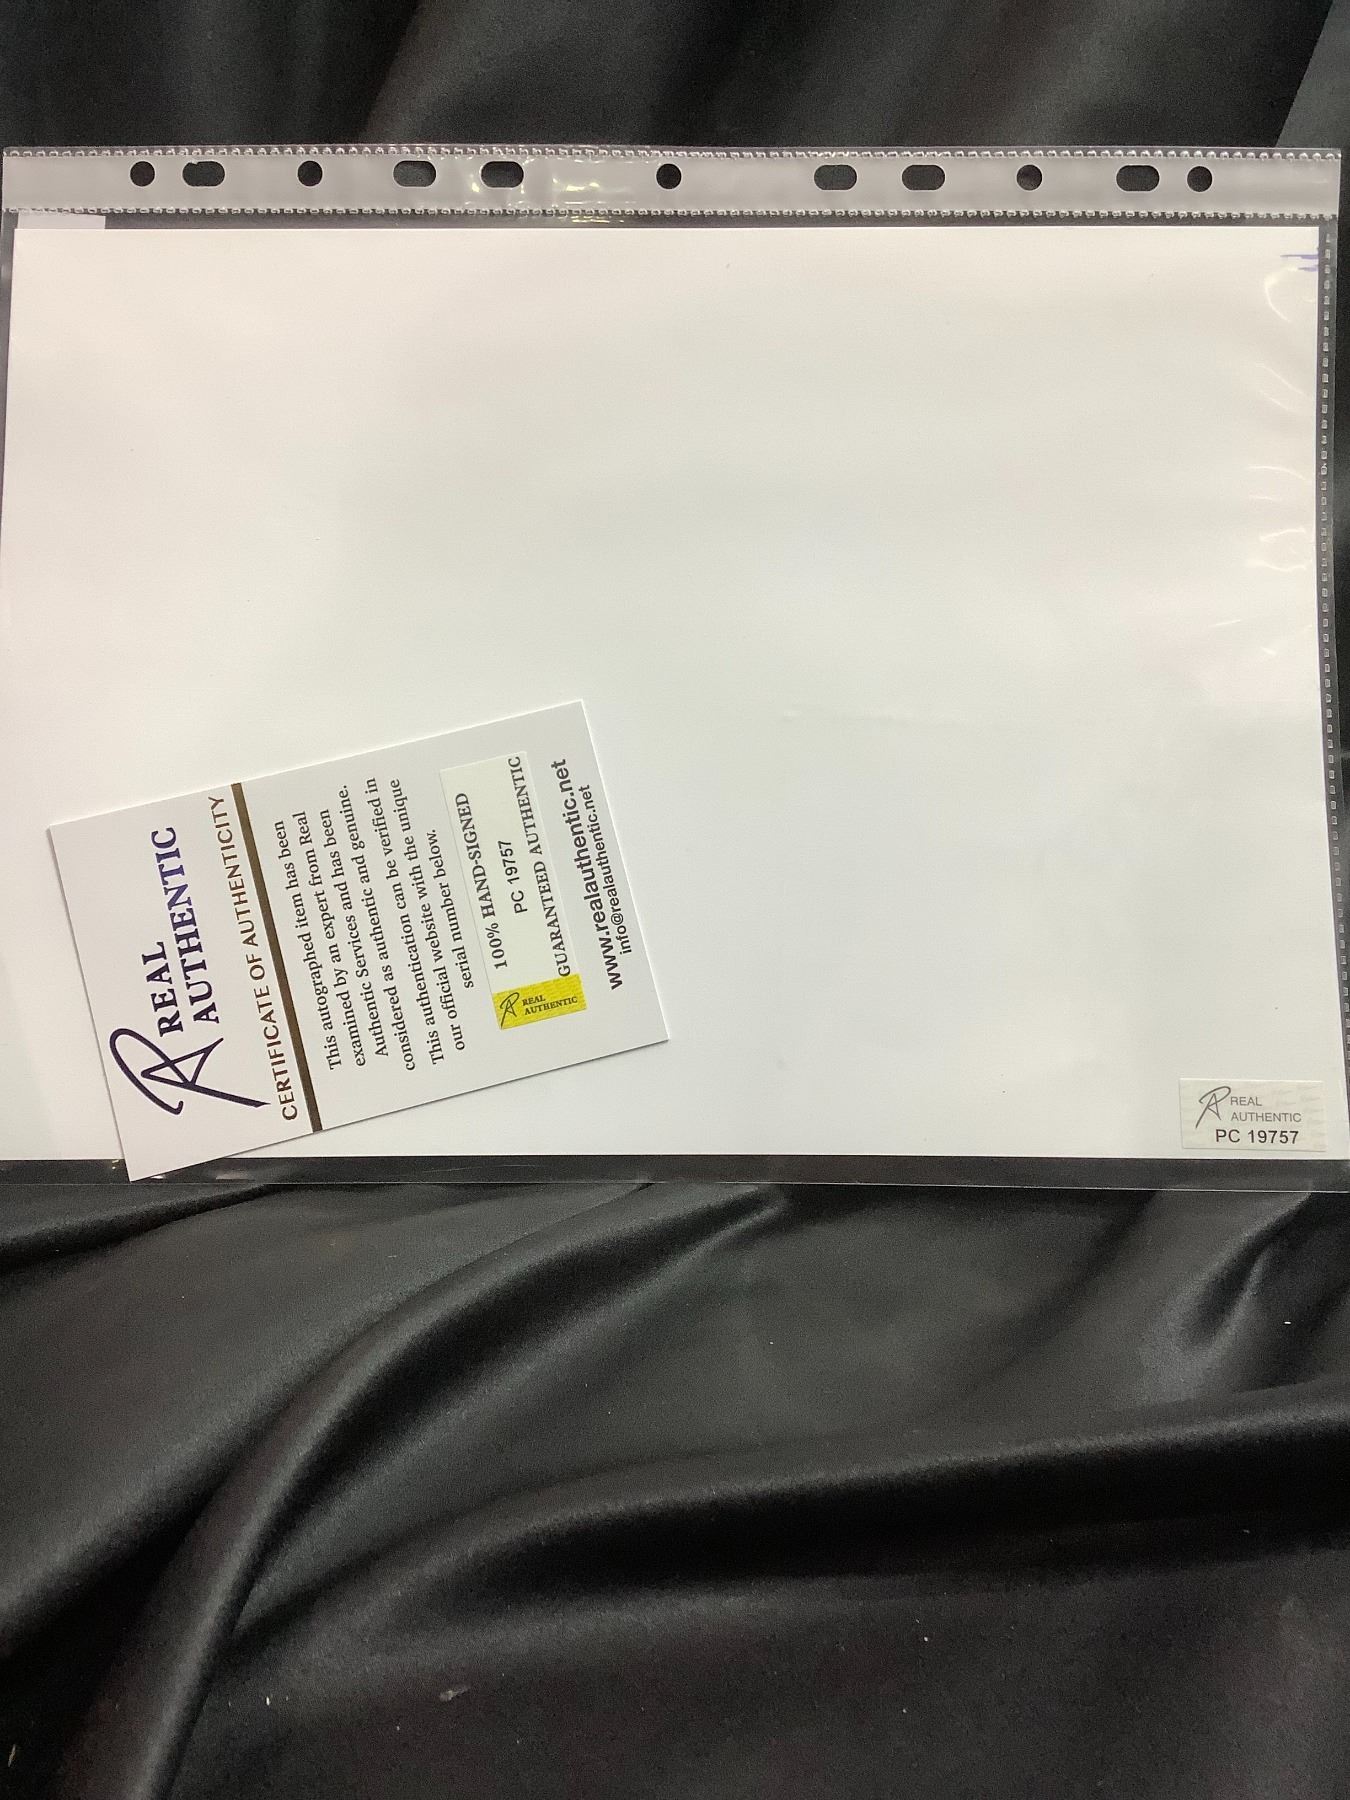 REAL
AUTHENTIC
CERTIFICATE OF AUTHENTICITY
This autographed item has been
examined by an expert from Real
Authentic Services and has been
considered as authentic and genuine.
This authentication can be verified in
our official website with the unique
serial number below.
100% HAND-SIGNED
PC 19757
GUARANTEED AUTHENTIC
REAL
AUTHENTIC
www.realauthentic.net
info@realauthentic.net
REAL
AUTHENTIC
PC 19757